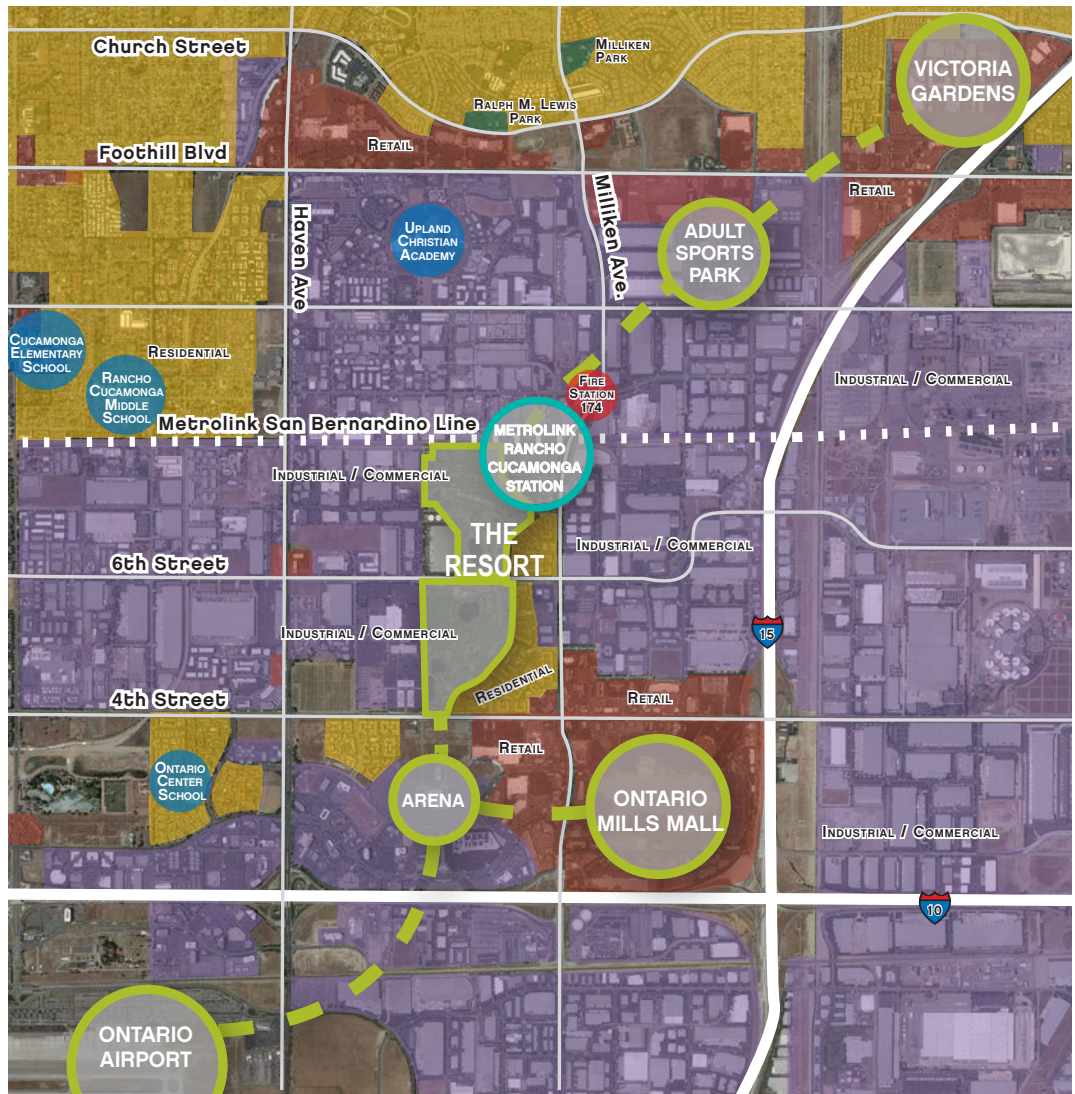 Church Street
Milliken
Park
VICTORIA
GARDENS
Ralph M. Lewis
Park
Retail
Foothill Blvd
Retail
Haven Ave
Milliken Ave.
Upland
Christian
Academy
ADULT
SPORTS
PARK
Cucamonga
Elementary
School
Residential
Rancho
Cucamonga
Middle
School
Fire
Station
174
Industrial / Commercial
Metrolink San Bernardino Line
METROLINK
RANCHO
CUCAMONGA
STATION
Industrial / Commercial
THE
RESORT
Industrial / Commercial
6th Street
Industrial / Commercial
15
Residential
4th Street
Retail
Retail
Ontario
Center
School
ARENA
ONTARIO
MILLS MALL
Industrial / Commercial
10
ONTARIO
AIRPORT